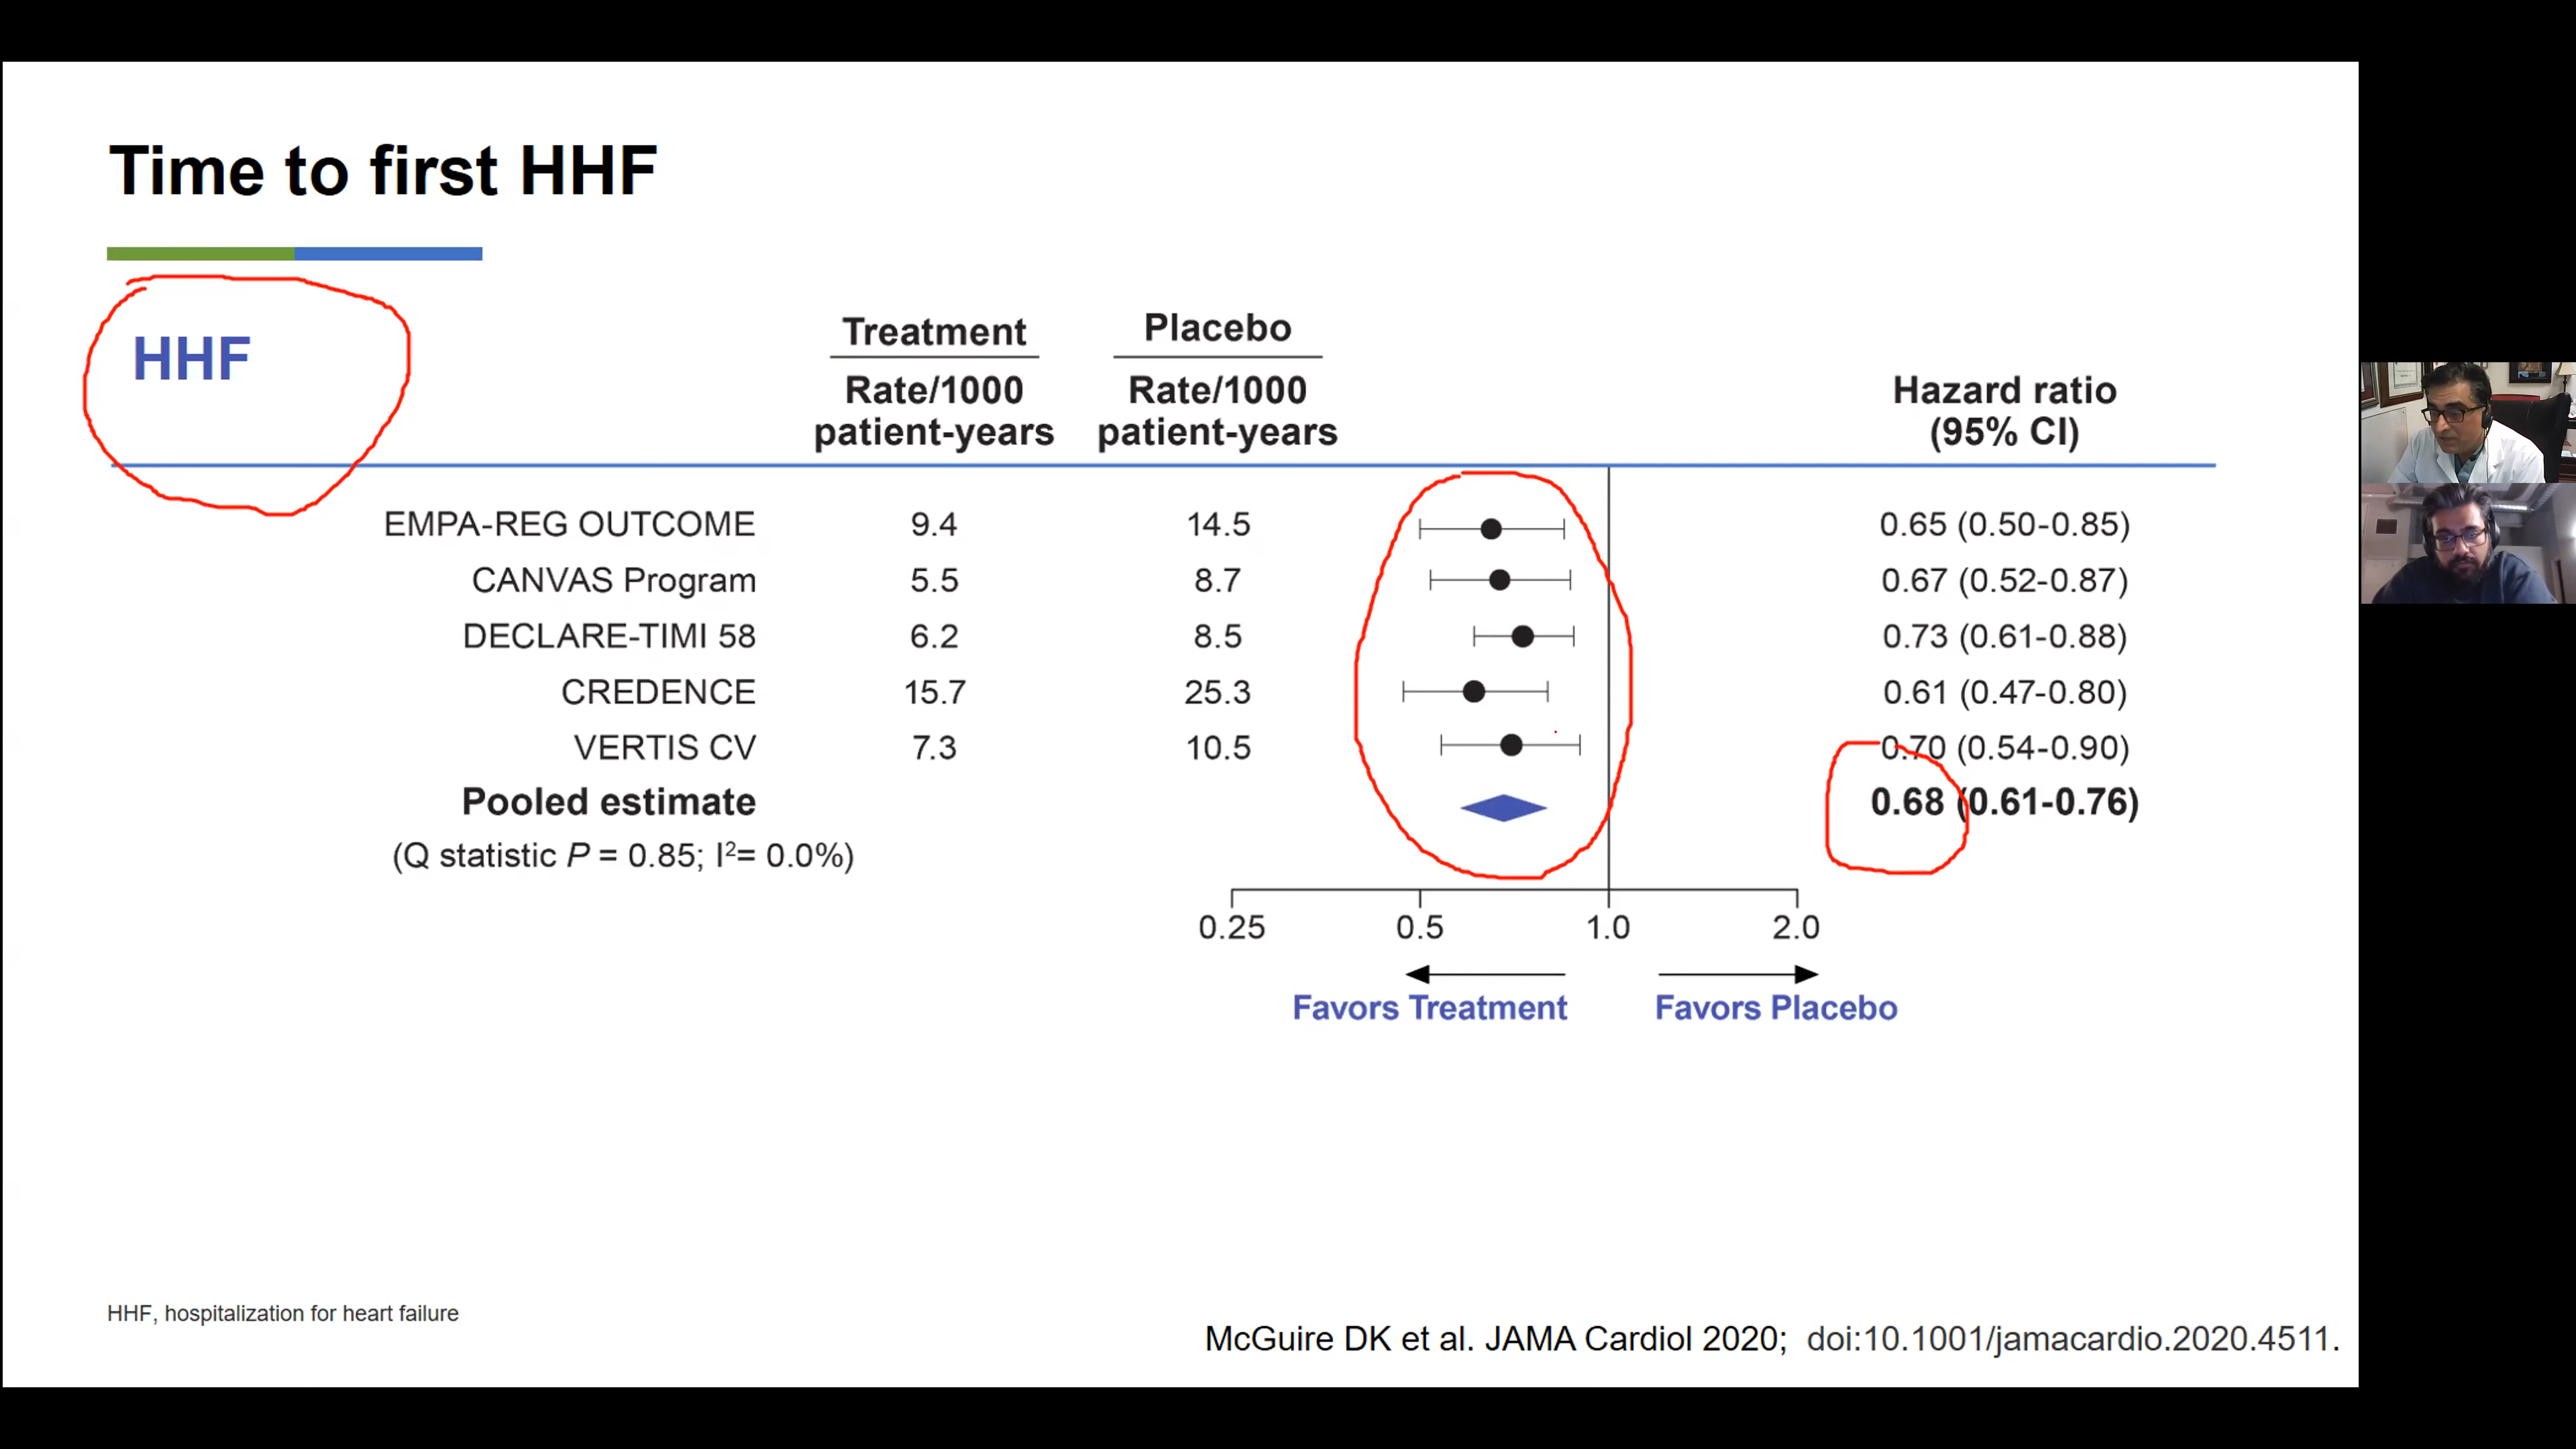 Time to first HHF
HHF
Treatment Placebo
Rate/1000 patient-years Rate/1000 patient-years Hazard ratio (95% CI)
EMPA-REG OUTCOME 9.4 14.5 0.65 (0.50-0.85)
CANVAS Program 5.5 8.7 0.67 (0.52-0.87)
DECLARE-TIMI 58 6.2 8.5 0.73 (0.61-0.88)
CREDENCE 15.7 25.3 0.61 (0.47-0.80)
VERTIS CV 7.3 10.5 0.70 (0.54-0.90)
Pooled estimate 0.68 (0.61-0.76)
(Q statistic P = 0.85; I²= 0.0%)
0.25 0.5 1.0 2.0
Favors Treatment Favors Placebo
HHF, hospitalization for heart failure
McGuire DK et al. JAMA Cardiol 2020; doi:10.1001/jamacardio.2020.4511.